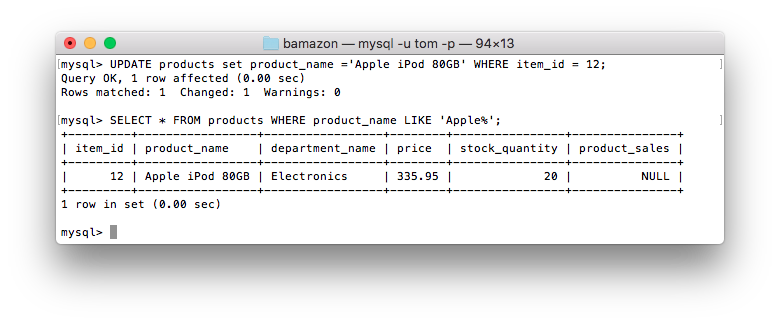 bamazon — mysql -u tom -p — 94×13
[mysql> UPDATE products set product_name ='Apple iPod 80GB' WHERE item_id = 12; ]
Query OK, 1 row affected (0.00 sec)
Rows matched: 1  Changed: 1  Warnings: 0
[mysql> SELECT * FROM products WHERE product_name LIKE 'Apple%'; ]
+---------+-----------------+-----------------+--------+----------------+---------------+
| item_id | product_name    | department_name | price  | stock_quantity | product_sales |
+---------+-----------------+-----------------+--------+----------------+---------------+
|      12 | Apple iPod 80GB | Electronics     | 335.95 |             20 |          NULL |
+---------+-----------------+-----------------+--------+----------------+---------------+
1 row in set (0.00 sec)
mysql>